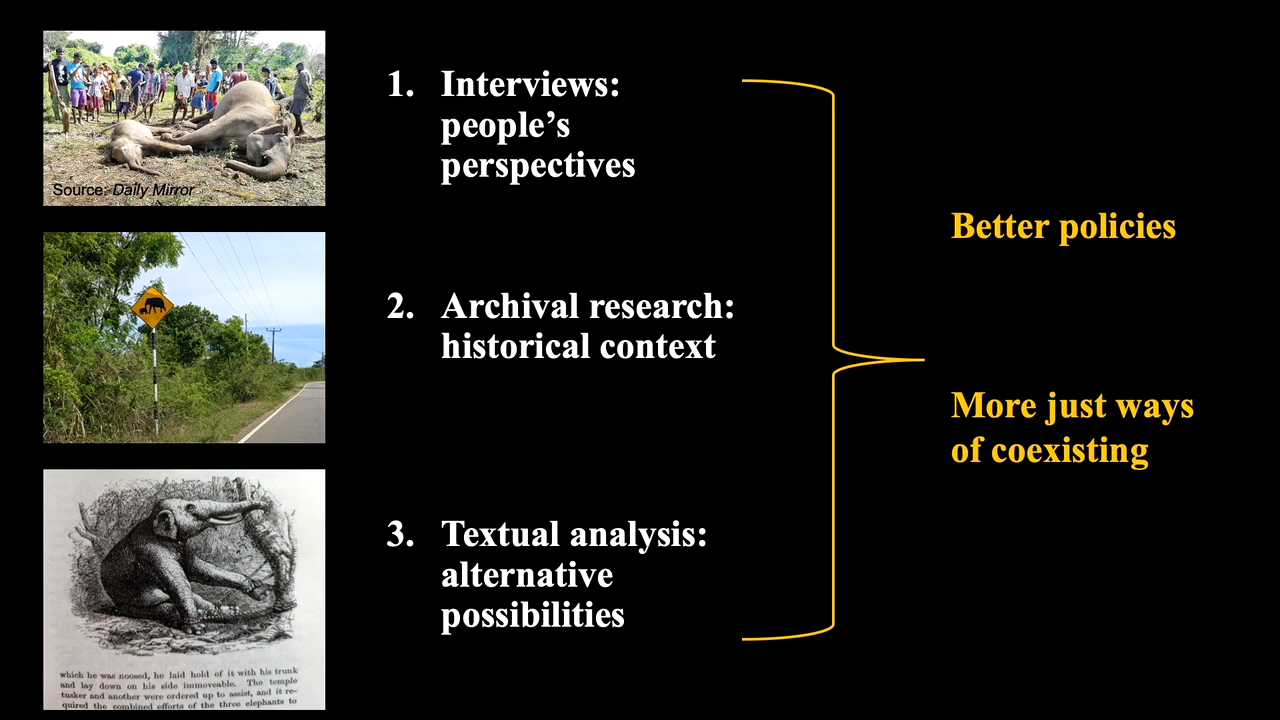 Source: Daily Mirror
1. Interviews:
people’s
perspectives
2. Archival research:
historical context
3. Textual analysis:
alternative
possibilities
which he was noosed, he laid hold of it with his trunk
and lay down on his side immoveable. The temple
tusker and another were ordered up to assist, and it re-
quired the combined efforts of the three elephants to
Better policies
More just ways
of coexisting